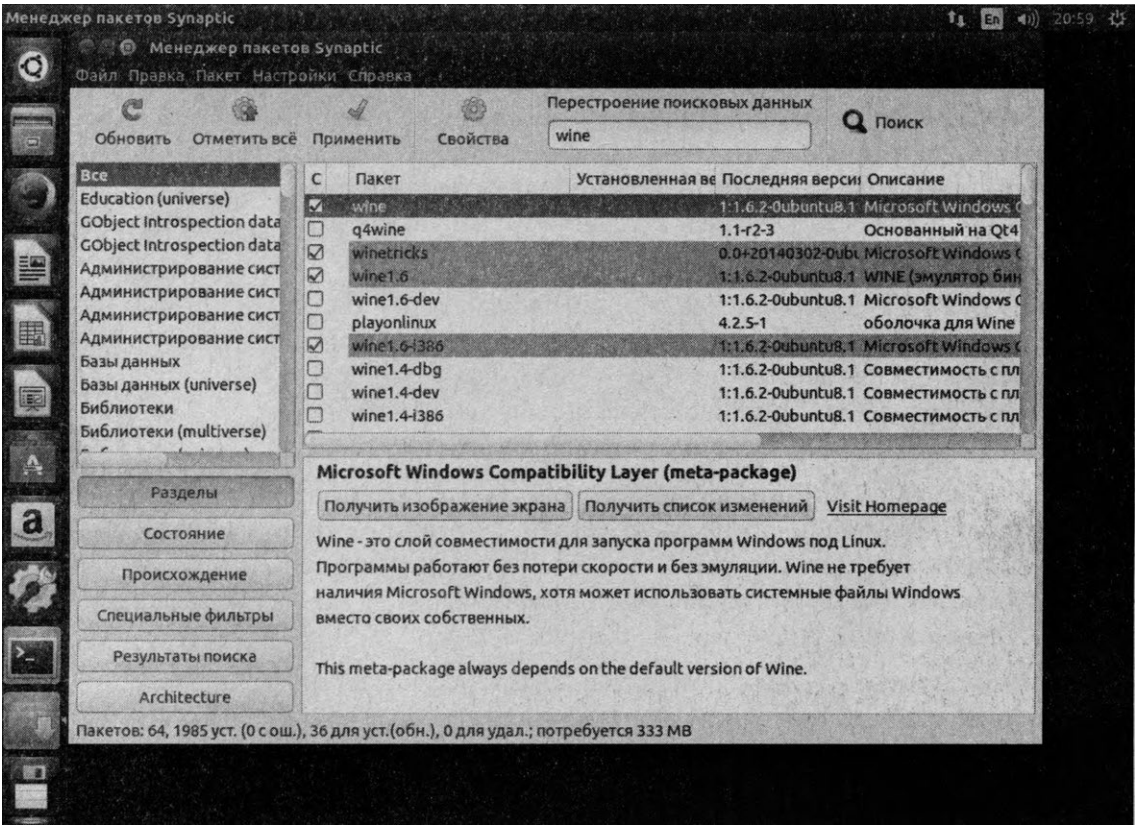 Менеджер пакетов Synaptic
En 20:59
Менеджер пакетов Synaptic
Файл Правка Пакет Настройки Справка
Обновить Отметить всё Применить Свойства
Перестроение поисковых данных
wine
Поиск
Все
Education (universe)
GObject Introspection data
GObject Introspection data
Администрирование сист
Администрирование сист
Администрирование сист
Администрирование сист
Базы данных
Базы данных (universe)
Библиотеки
Библиотеки (multiverse)
С Пакет Установленная ве Последняя версия Описание
wine 1:1.6.2-0ubuntu8.1 Microsoft Windows C
q4wine 1.1-r2-3 Основанный на Qt4
winetricks 0.0+20140302-0ubu Microsoft Windows C
wine1.6 1:1.6.2-0ubuntu8.1 WINE (эмулятор бин
wine1.6-dev 1:1.6.2-0ubuntu8.1 Microsoft Windows C
playonlinux 4.2.5-1 оболочка для Wine
wine1.6-i386 1:1.6.2-0ubuntu8.1 Microsoft Windows C
wine1.4-dbg 1:1.6.2-0ubuntu8.1 Совместимость с пл
wine1.4-dev 1:1.6.2-0ubuntu8.1 Совместимость с пл
wine1.4-i386 1:1.6.2-0ubuntu8.1 Совместимость с пл
Разделы
Состояние
Происхождение
Специальные фильтры
Результаты поиска
Architecture
Microsoft Windows Compatibility Layer (meta-package)
Получить изображение экрана Получить список изменений Visit Homepage
Wine - это слой совместимости для запуска программ Windows под Linux.
Программы работают без потери скорости и без эмуляции. Wine не требует
наличия Microsoft Windows, хотя может использовать системные файлы Windows
вместо своих собственных.
This meta-package always depends on the default version of Wine.
Пакетов: 64, 1985 уст. (0 с ош.), 36 для уст.(обн.), 0 для удал.; потребуется 333 MB